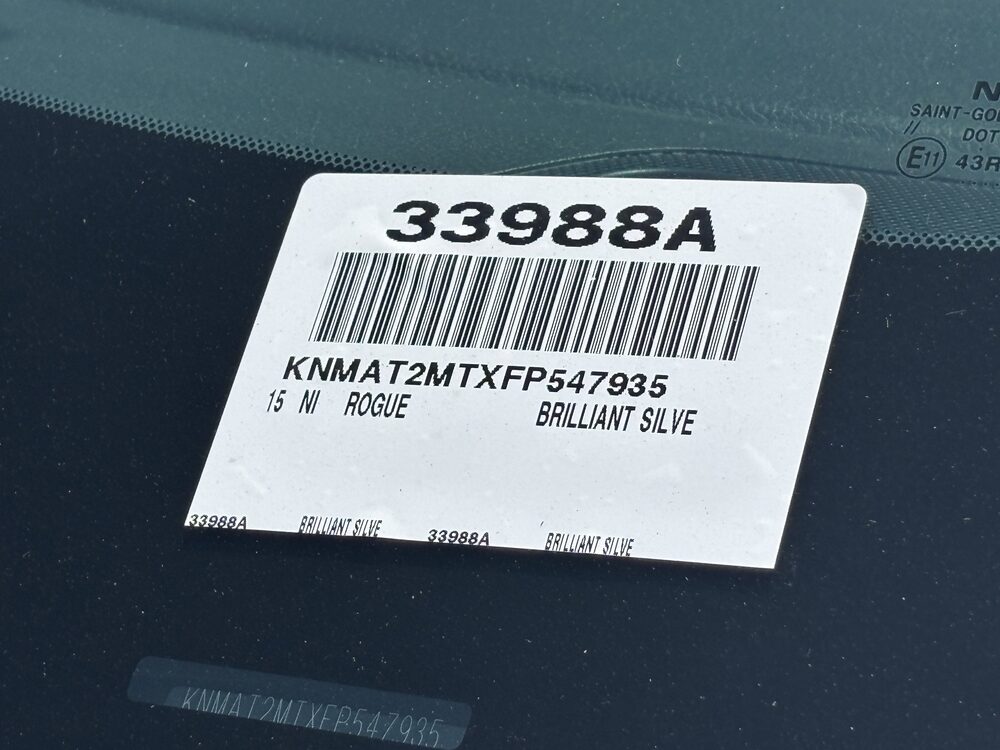 33988A
KNMAT2MTXFP547935
15 NI ROGUE BRILLIANT SILVE
33988A BRILLIANT SILVE 33988A BRILLIANT SILVE
SAINT-GO
DOT
E11 43R
KNMAT2MTXFP547935